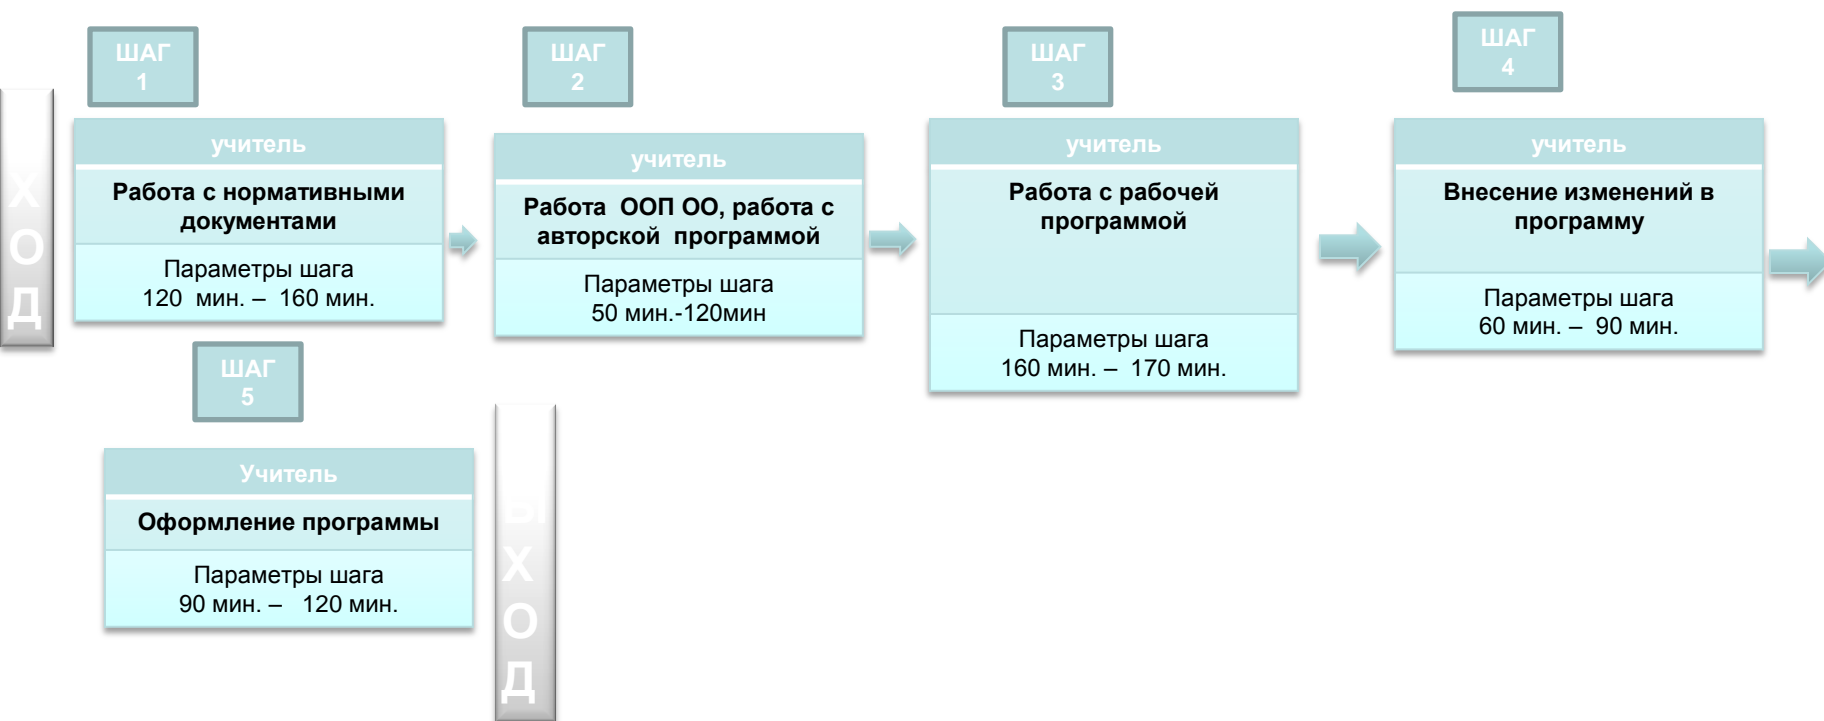 ШАГ
1
ШАГ
2
ШАГ
3
ШАГ
4
Х
О
Д
учитель
Работа с нормативными
документами
Параметры шага
120 мин. – 160 мин.
учитель
Работа ООП ОО, работа с
авторской программой
Параметры шага
50 мин.-120мин
учитель
Работа с рабочей
программой
Параметры шага
160 мин. – 170 мин.
учитель
Внесение изменений в
программу
Параметры шага
60 мин. – 90 мин.
ШАГ
5
Учитель
Оформление программы
Параметры шага
90 мин. – 120 мин.
Ы
Х
О
Д